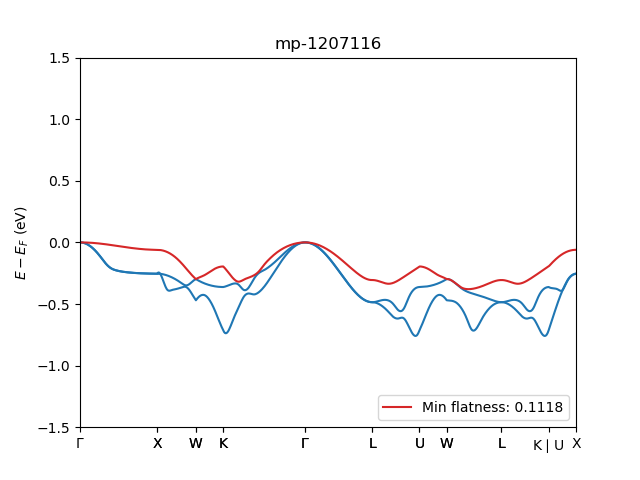 mp-1207116
E − E_F (eV)
1.5
1.0
0.5
0.0
−0.5
−1.0
−1.5
Min flatness: 0.1118
Γ X W K Γ L U W L K | U X